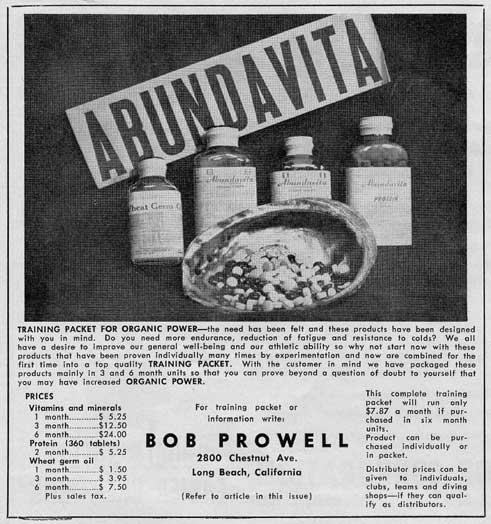 ABUNDAVITA
Abundavita
Abundavita
Abundavita
PROTEIN
heat Germ O
TRAINING PACKET FOR ORGANIC POWER—the need has been felt and these products have been designed
with you in mind. Do you need more endurance, reduction of fatigue and resistance to colds? We all
have a desire to improve our general well-being and our athletic ability so why not start now with these
products that have been proven individually many times by experimentation and now are combined for the
first time into a top quality TRAINING PACKET. With the customer in mind we have packaged these
products mainly in 3 and 6 month units so that you can prove beyond a question of doubt to yourself that
you may have increased ORGANIC POWER.
PRICES
Vitamins and minerals
1 month..........$ 5.25
3 month..........$12.50
6 month..........$24.00
Protein (360 tablets)
2 month..........$ 5.25
Wheat germ oil
1 month..........$ 1.50
3 month..........$ 3.95
6 month..........$ 7.50
Plus sales tax.
For training packet or
information write:
BOB PROWELL
2800 Chestnut Ave.
Long Beach, California
(Refer to article in this issue)
This complete training
packet will run only
$7.87 a month if pur-
chased in six month
units.
Product can be pur-
chased individually or
in packet.
Distributor prices can be
given to individuals,
clubs, teams and diving
shops—if they can qual-
ify as distributors.